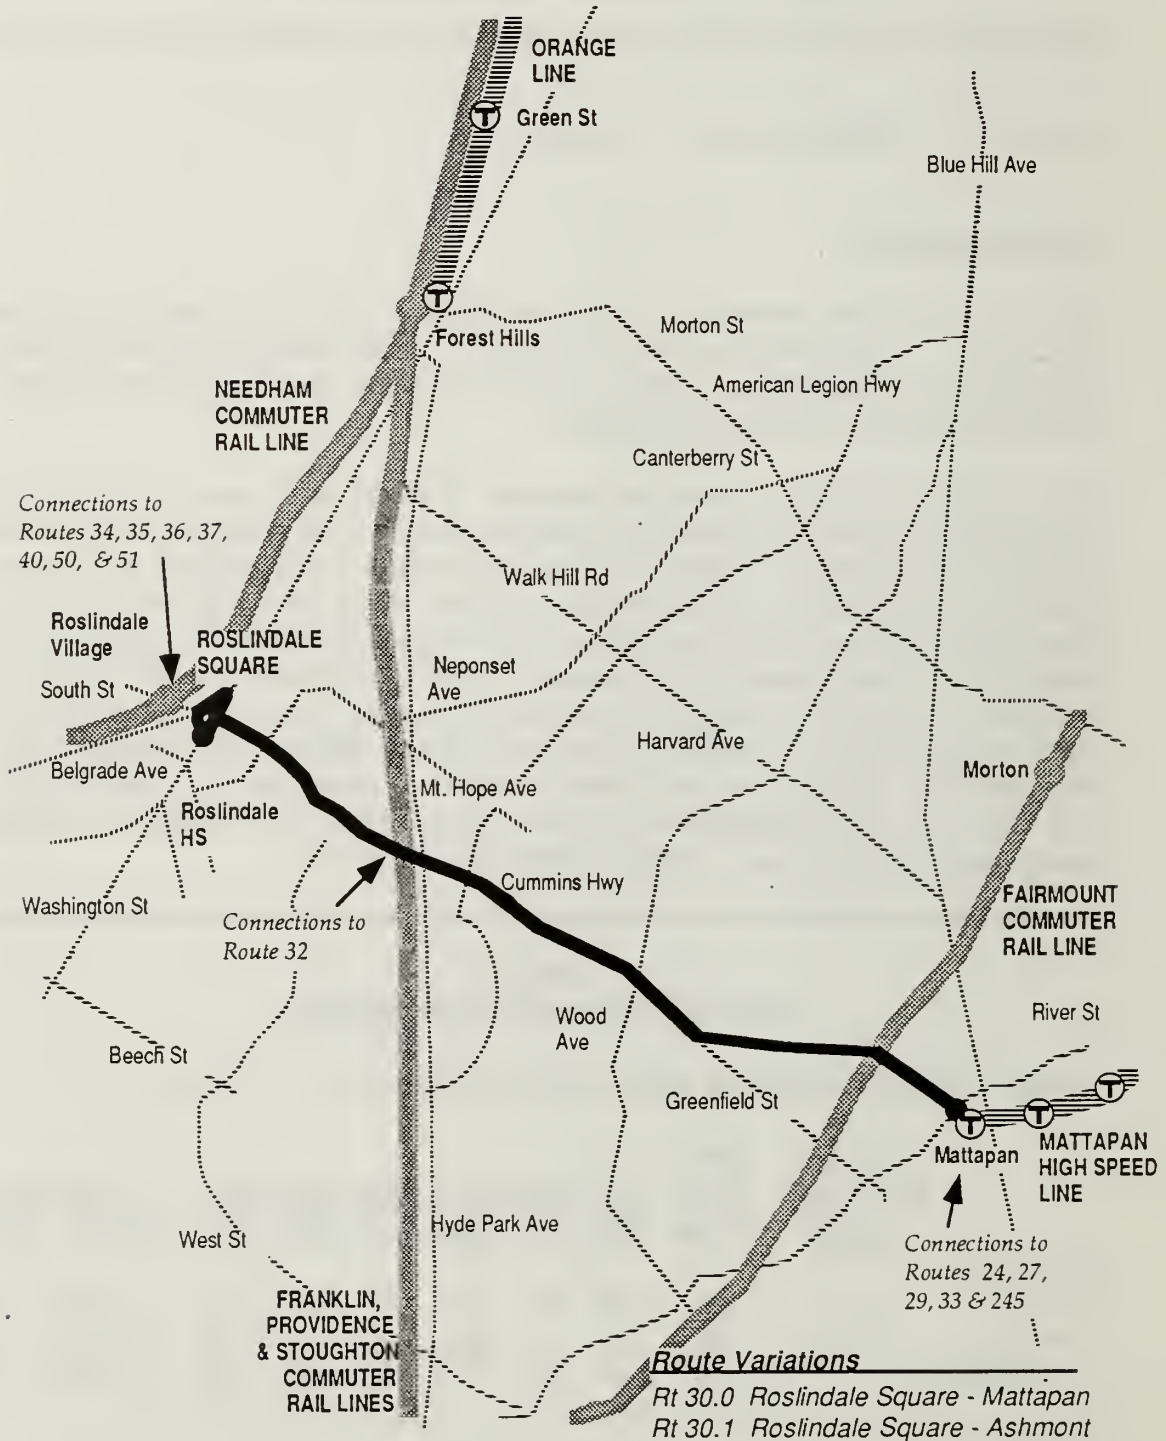 ORANGE
LINE
T
Green St
Blue Hill Ave
T
Forest Hills
Morton St
NEEDHAM
COMMUTER
RAIL LINE
American Legion Hwy
Canterberry St
Connections to
Routes 34, 35, 36, 37,
40, 50, & 51
Walk Hill Rd
Roslindale
Village
ROSLINDALE
SQUARE
South St
Neponset
Ave
Harvard Ave
Belgrade Ave
Morton
Mt. Hope Ave
Roslindale
HS
Cummins Hwy
Washington St
Connections to
Route 32
FAIRMOUNT
COMMUTER
RAIL LINE
Wood
Ave
River St
Beech St
Greenfield St
T
T
T
Mattapan
MATTAPAN
HIGH SPEED
LINE
Hyde Park Ave
West St
Connections to
Routes 24, 27,
29, 33 & 245
FRANKLIN,
PROVIDENCE
& STOUGHTON
COMMUTER
RAIL LINES
Route Variations
Rt 30.0 Roslindale Square - Mattapan
Rt 30.1 Roslindale Square - Ashmont